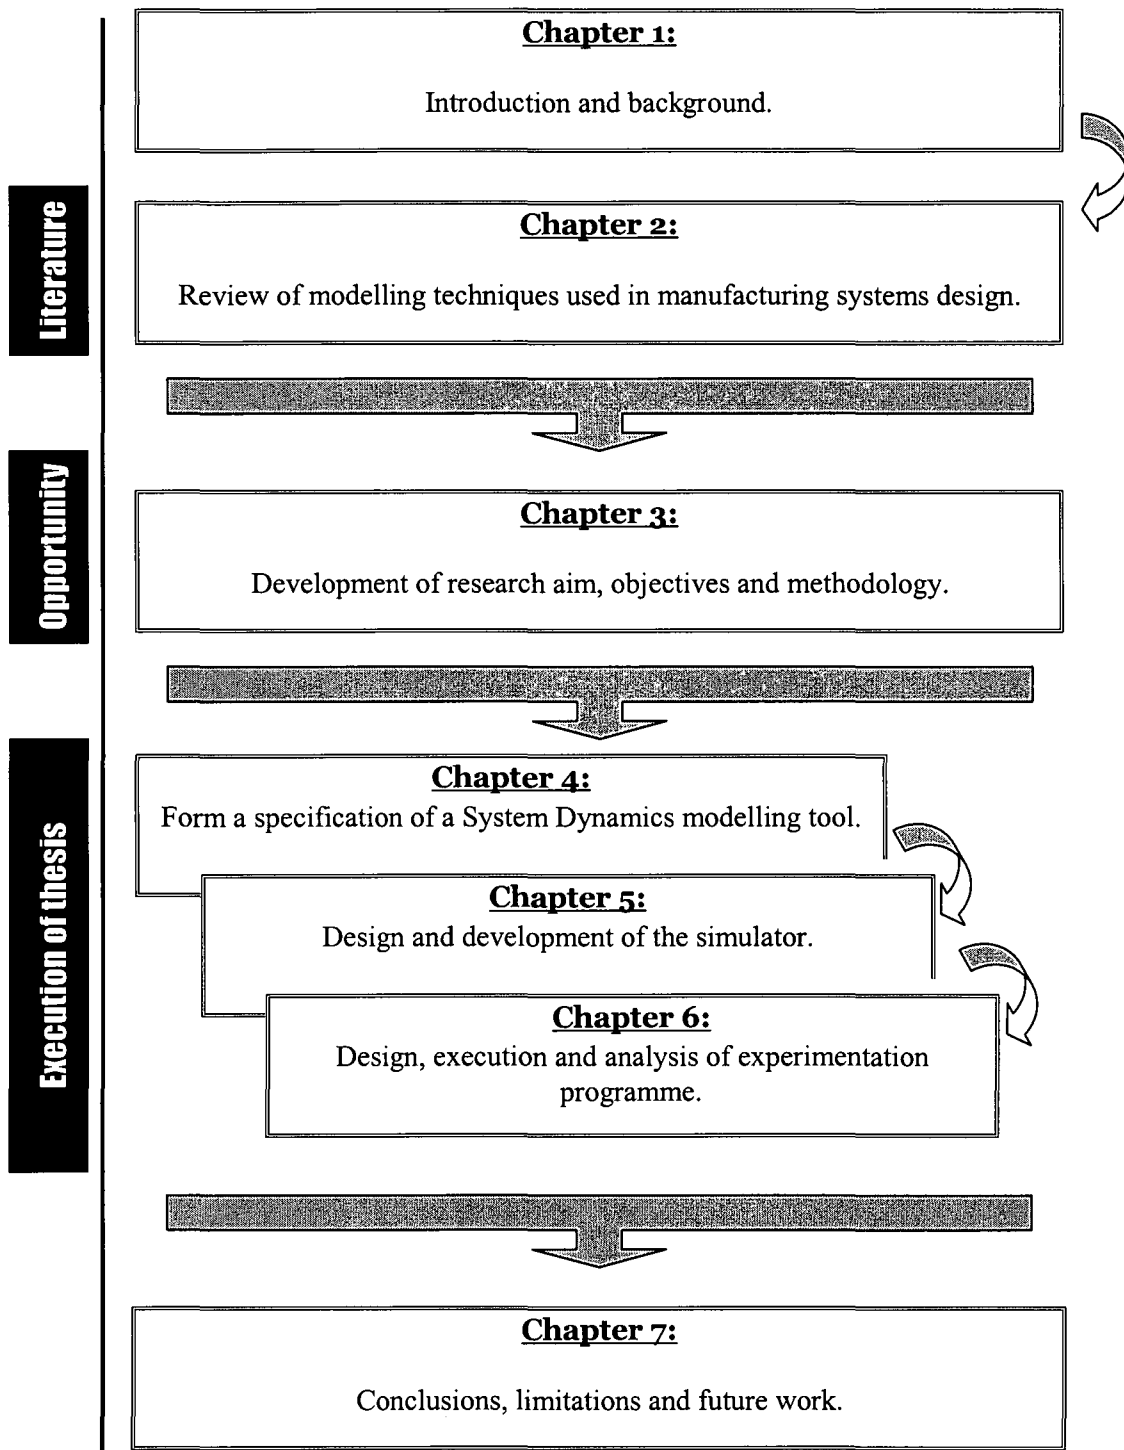 Chapter 1:
Introduction and background.
Literature
Chapter 2:
Review of modelling techniques used in manufacturing systems design.
Opportunity
Chapter 3:
Development of research aim, objectives and methodology.
Execution of thesis
Chapter 4:
Form a specification of a System Dynamics modelling tool.
Chapter 5:
Design and development of the simulator.
Chapter 6:
Design, execution and analysis of experimentation
programme.
Chapter 7:
Conclusions, limitations and future work.